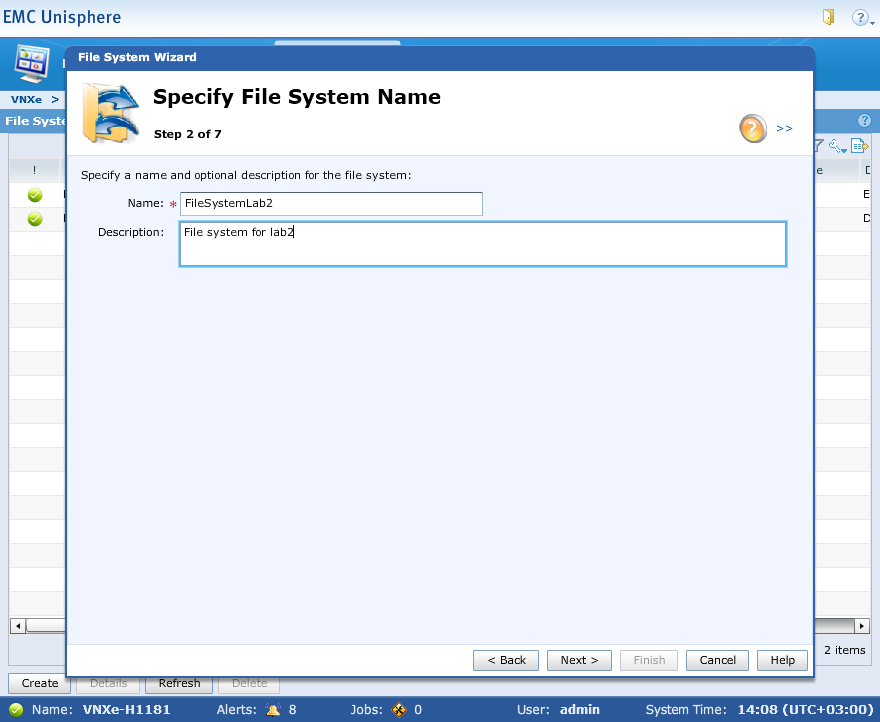 EMC Unisphere
?
File System Wizard
Specify File System Name
Step 2 of 7
? >>
VNXe >
?
!
Specify a name and optional description for the file system:
Name: * FileSystemLab2
Description: File system for lab2
< Back Next > Finish Cancel Help
2 items
Create Details Refresh Delete
Name: VNXe-H1181 Alerts: 8 Jobs: 0 User: admin System Time: 14:08 (UTC+03:00)